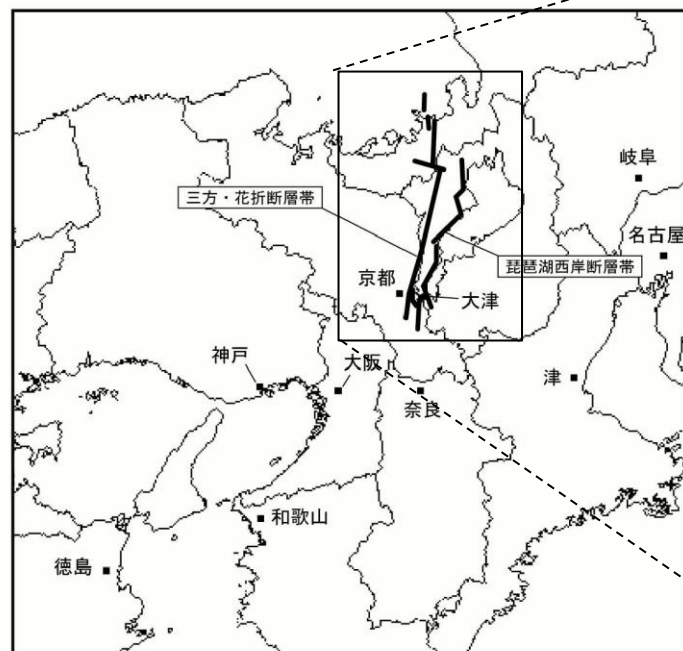 岐阜
三方・花折断層帯
名古屋
琵琶湖西岸断層帯
京都
大津
神戸
大阪
津
奈良
和歌山
徳島